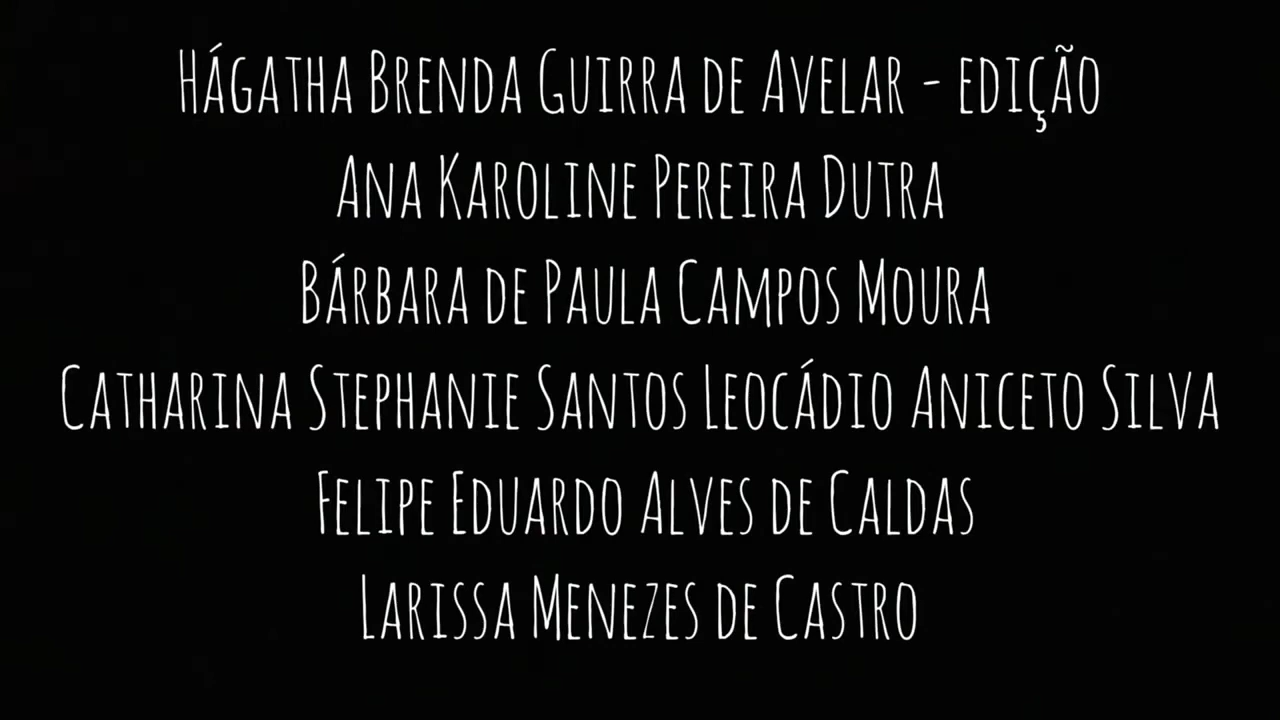 Hágatha Brenda Guirra de Avelar - edição
Ana Karoline Pereira Dutra
Bárbara de Paula Campos Moura
Catharina Stephanie Santos Leocádio Aniceto Silva
Felipe Eduardo Alves de Caldas
Larissa Menezes de Castro